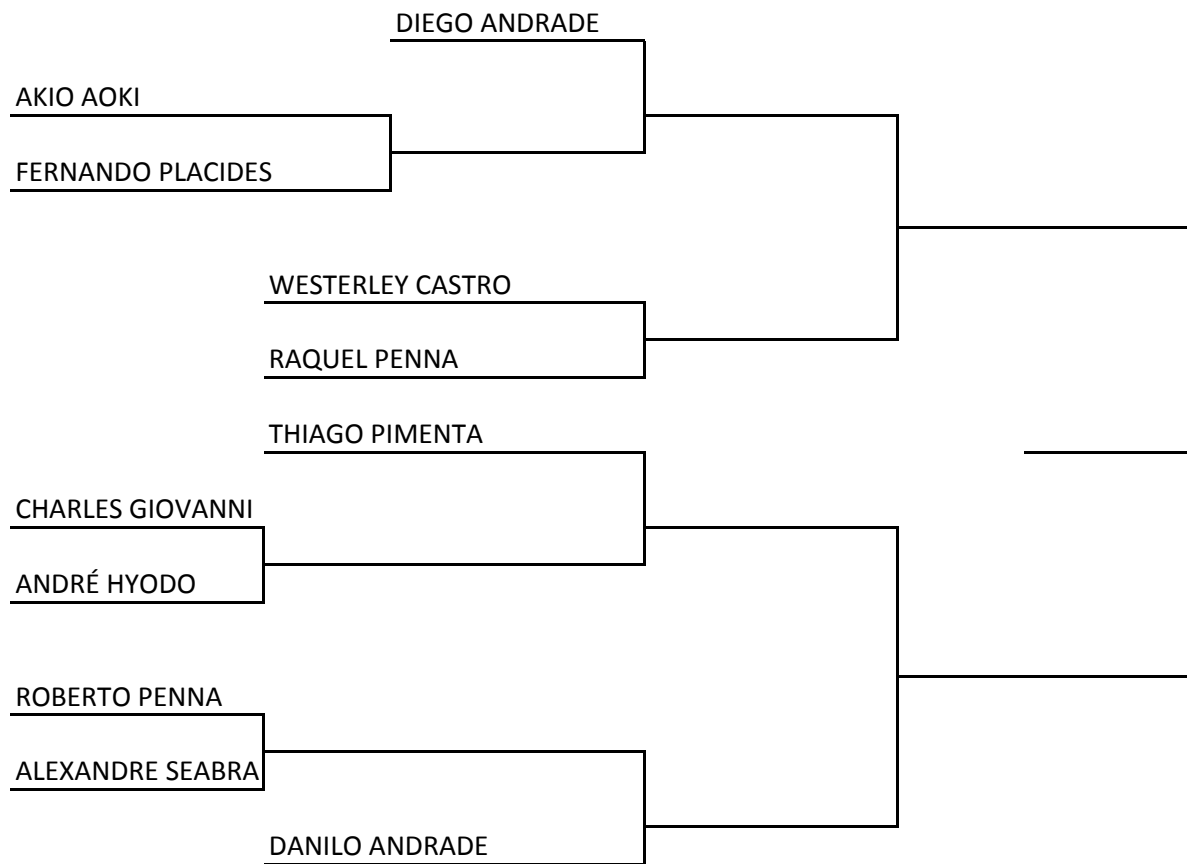 DIEGO ANDRADE
AKIO AOKI
FERNANDO PLACIDES
WESTERLEY CASTRO
RAQUEL PENNA
THIAGO PIMENTA
CHARLES GIOVANNI
ANDRÉ HYODO
ROBERTO PENNA
ALEXANDRE SEABRA
DANILO ANDRADE